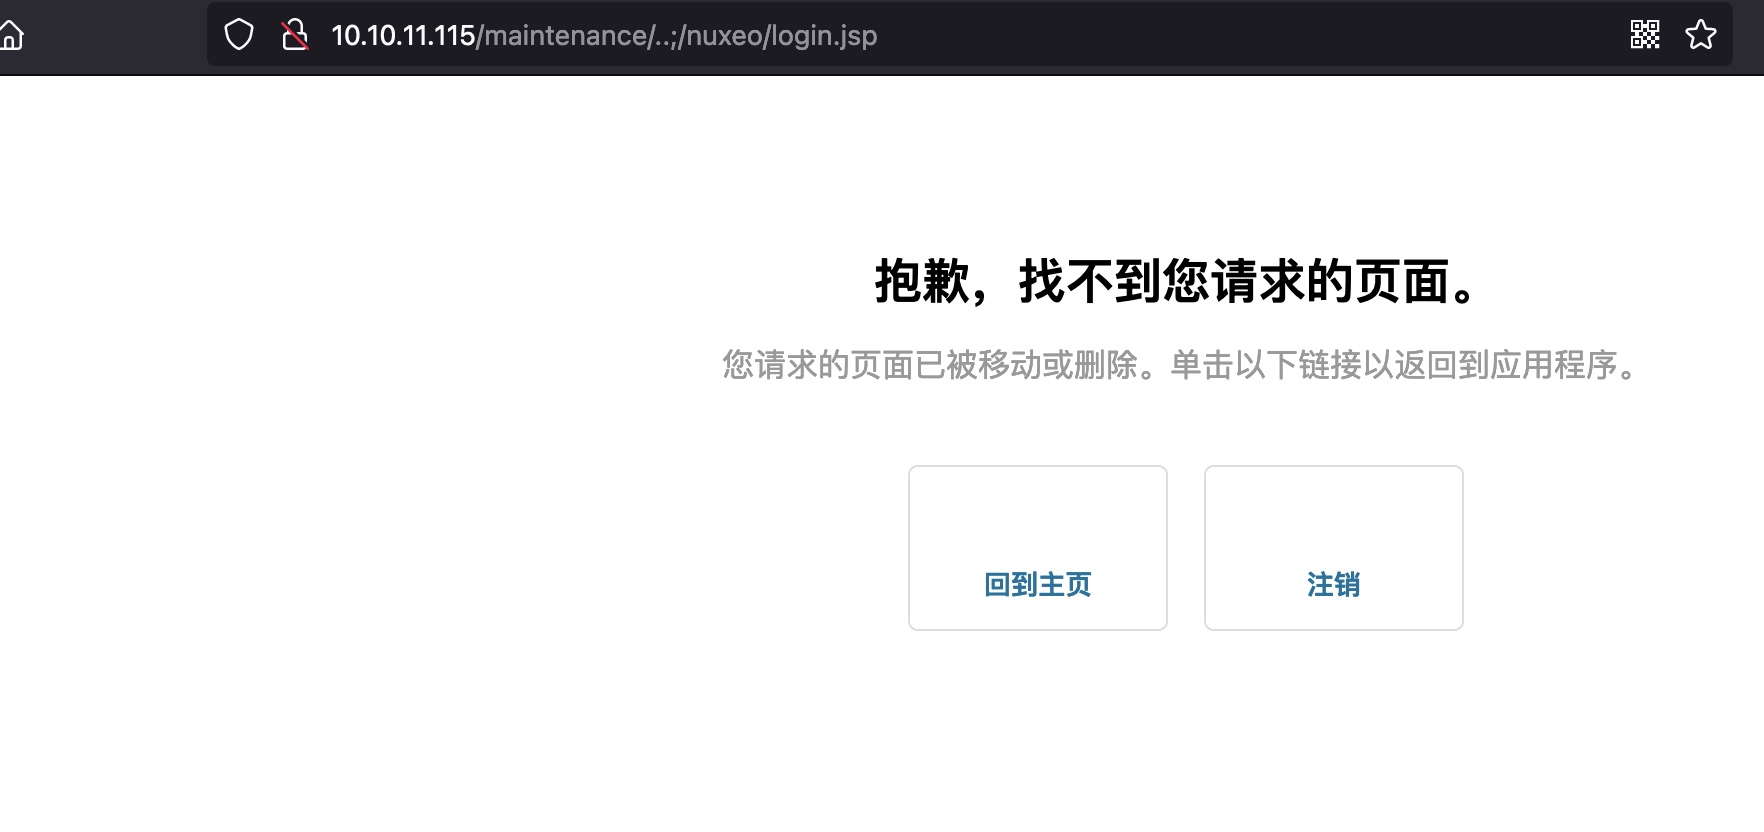 10.10.11.115/maintenance/..;/nuxeo/login.jsp
抱歉，找不到您请求的页面。
您请求的页面已被移动或删除。单击以下链接以返回到应用程序。
回到主页
注销